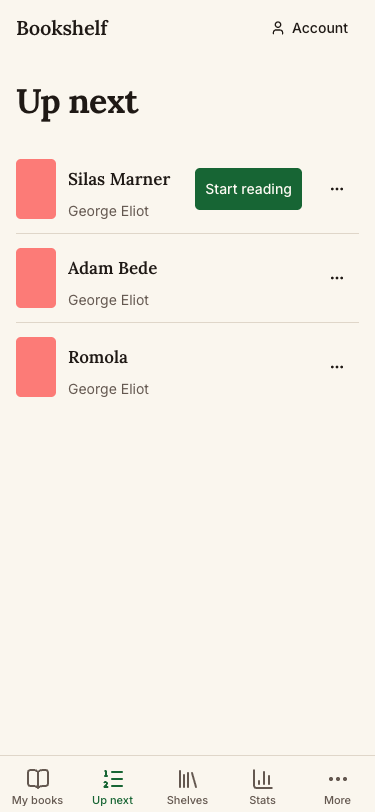 Bookshelf
Account
Up next
Silas Marner
George Eliot
Start reading
Adam Bede
George Eliot
Romola
George Eliot
My books
Up next
Shelves
Stats
More